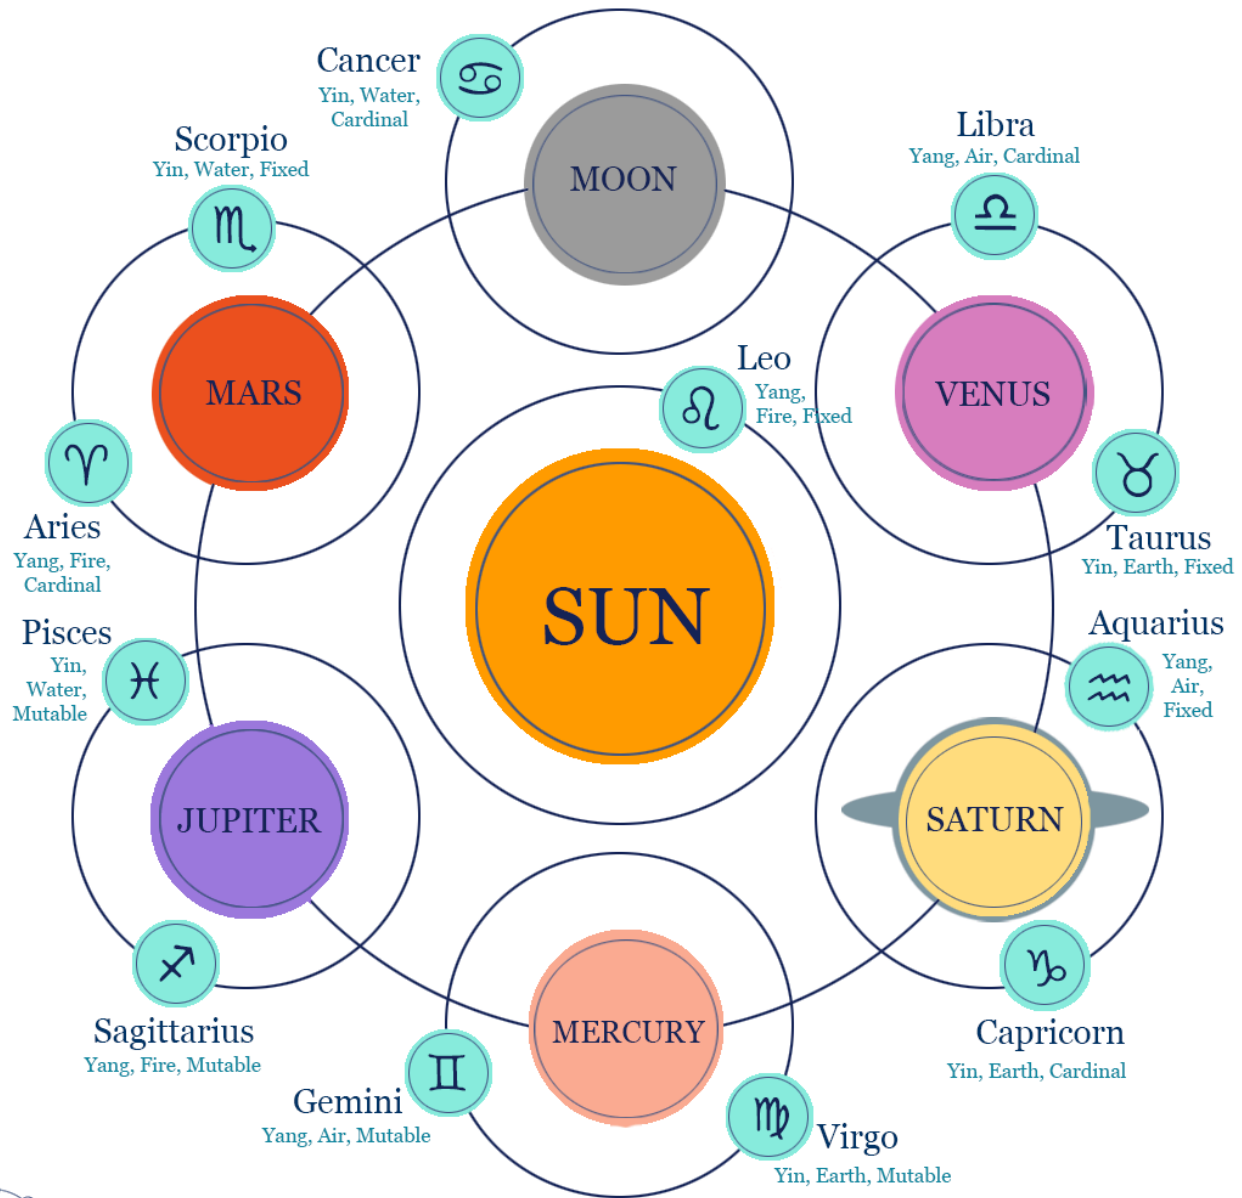 Cancer
Yin, Water,
Cardinal
MOON
Libra
Yang, Air, Cardinal
Scorpio
Yin, Water, Fixed
MARS
Leo
Yang,
Fire, Fixed
VENUS
Aries
Yang, Fire,
Cardinal
Taurus
Yin, Earth, Fixed
SUN
Pisces
Yin,
Water,
Mutable
Aquarius
Yang,
Air,
Fixed
JUPITER
SATURN
Sagittarius
Yang, Fire, Mutable
MERCURY
Capricorn
Yin, Earth, Cardinal
Gemini
Yang, Air, Mutable
Virgo
Yin, Earth, Mutable